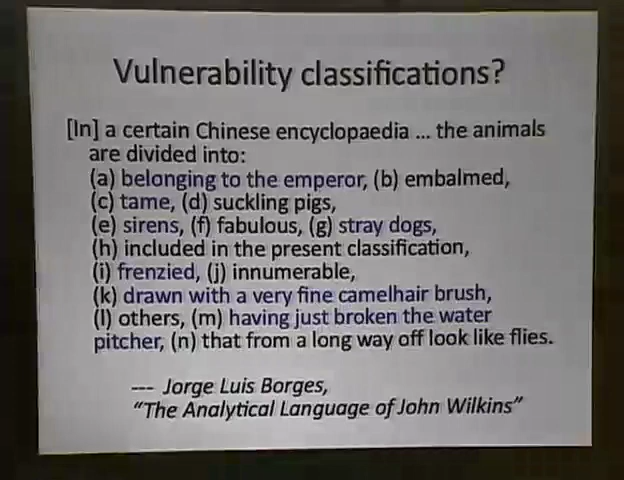 Vulnerability classifications?
[In] a certain Chinese encyclopaedia ... the animals
are divided into:
(a) belonging to the emperor, (b) embalmed,
(c) tame, (d) suckling pigs,
(e) sirens, (f) fabulous, (g) stray dogs,
(h) included in the present classification,
(i) frenzied, (j) innumerable,
(k) drawn with a very fine camelhair brush,
(l) others, (m) having just broken the water
pitcher, (n) that from a long way off look like flies.
--- Jorge Luis Borges,
“The Analytical Language of John Wilkins”